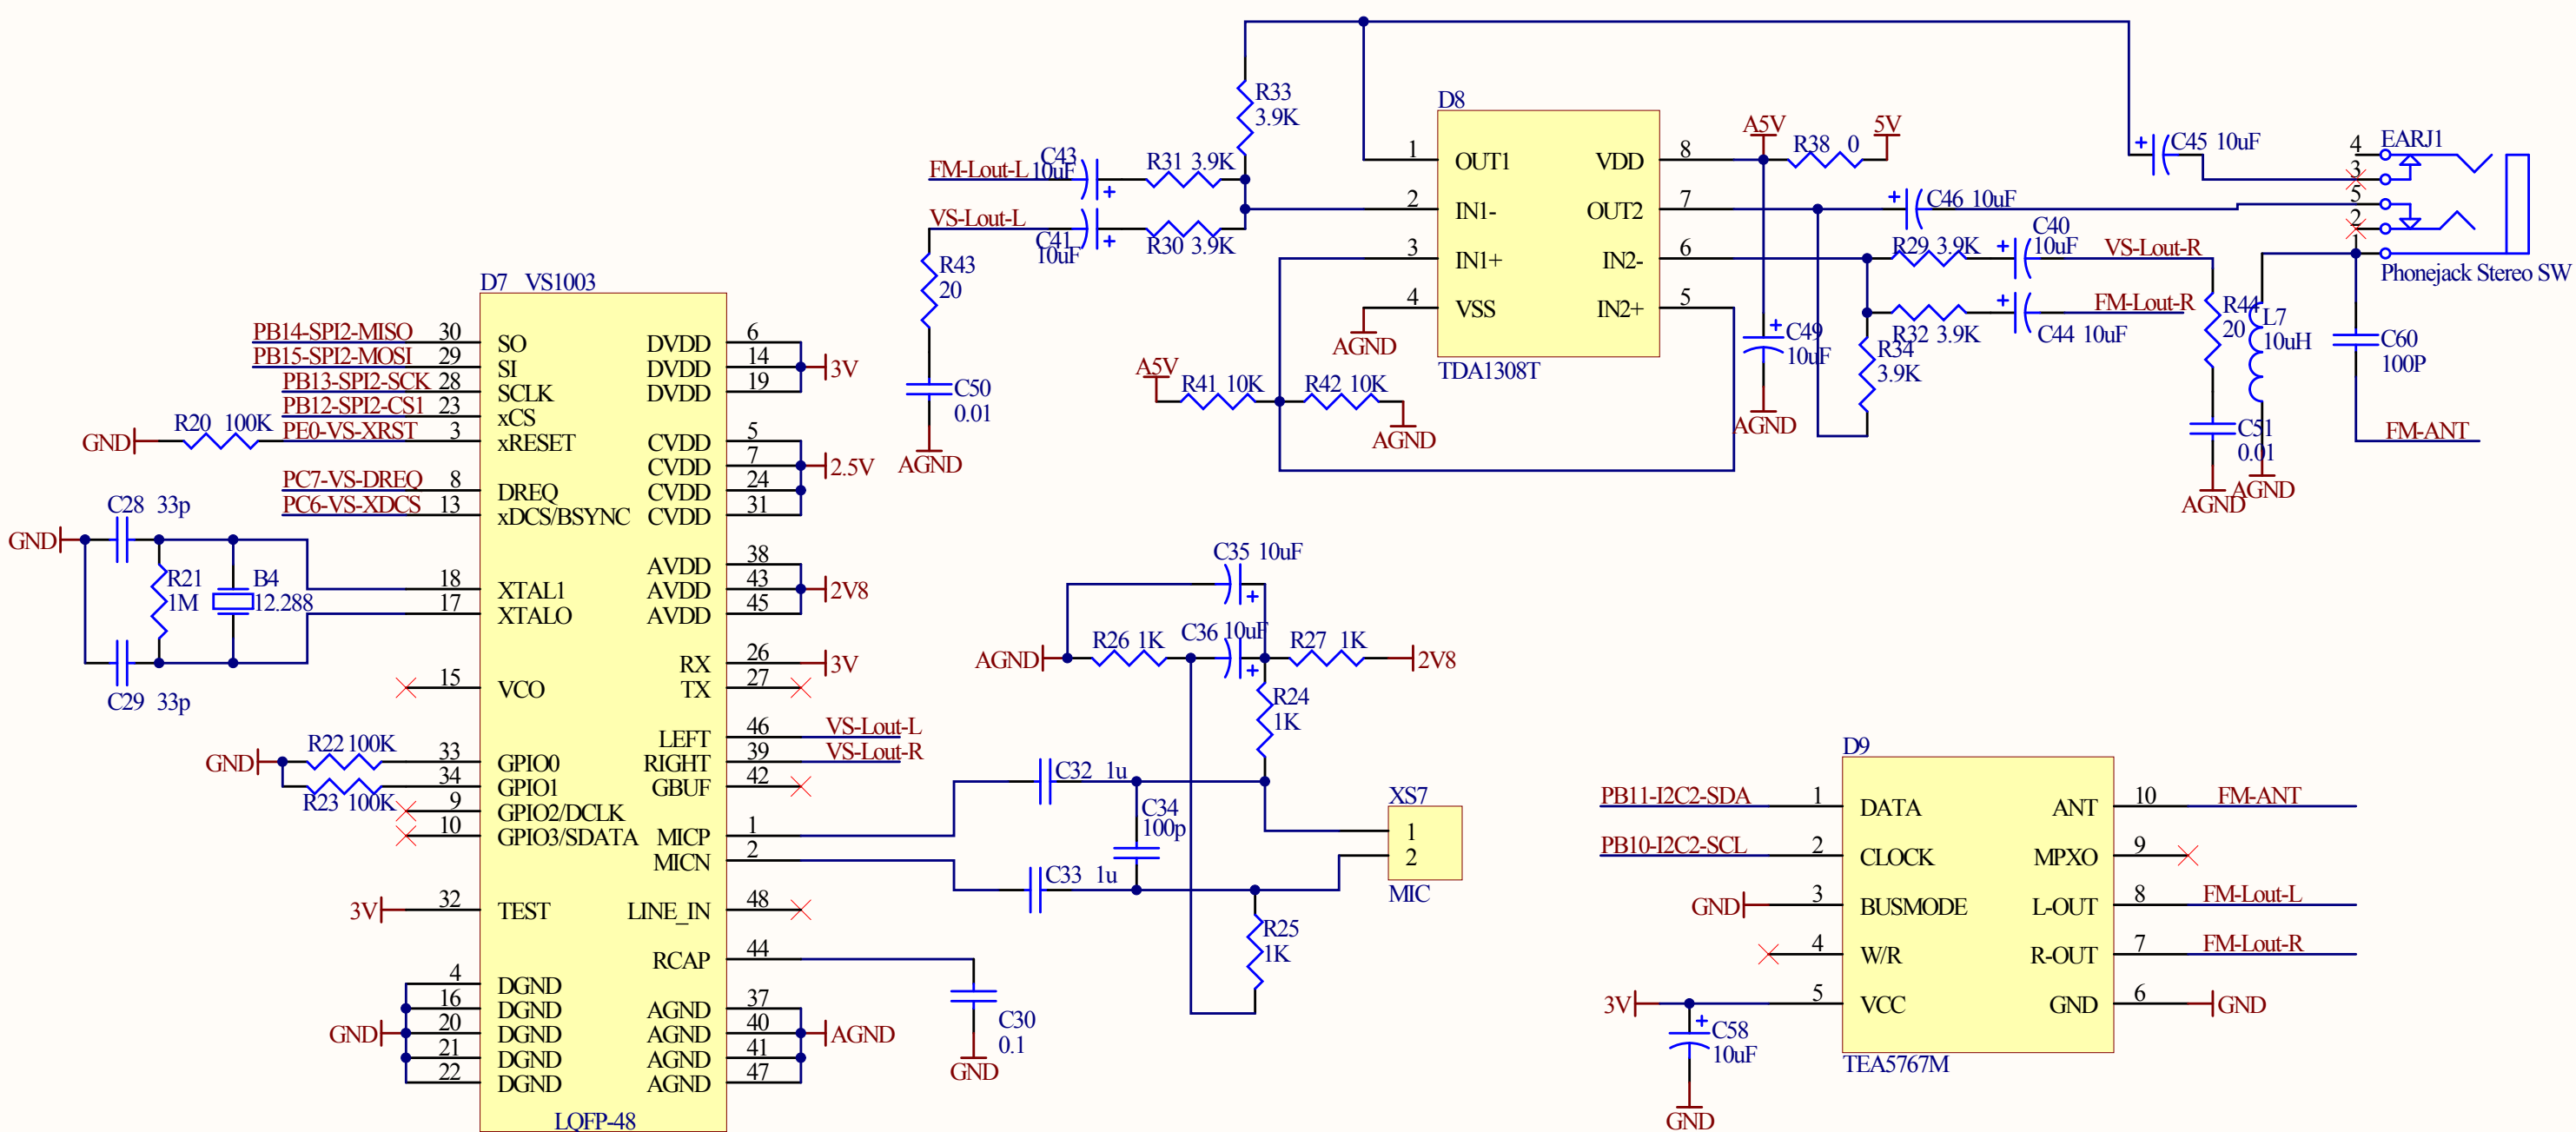 D7 VS1003
PB14-SPI2-MISO 30 SO
PB15-SPI2-MOSI 29 SI
PB13-SPI2-SCK 28 SCLK
PB12-SPI2-CS1 23 xCS
GND R20 100K PE0-VS-XRST 3 xRESET
PC7-VS-DREQ 8 DREQ
PC6-VS-XDCS 13 xDCS/BSYNC
C28 33p
GND
R21
1M
B4
12.288
18 XTAL1
17 XTALO
C29 33p
15 VCO
GND R22 100K 33 GPIO0
R23 100K 34 GPIO1
9 GPIO2/DCLK
10 GPIO3/SDATA
3V 32 TEST
4 DGND
16 DGND
GND 20 DGND
21 DGND
22 DGND
LQFP-48
DVDD 6
DVDD 14 3V
DVDD 19
CVDD 5
CVDD 7 2.5V
CVDD 24
CVDD 31
AVDD 38
AVDD 43 2V8
AVDD 45
RX 26 3V
TX 27
LEFT 46 VS-Lout-L
RIGHT 39 VS-Lout-R
GBUF 42
MICP 1
MICN 2
LINE_IN 48
RCAP 44
AGND 37
AGND 40 AGND
AGND 41
AGND 47
C30
0.1
GND
R33
3.9K
FM-Lout-L C43 10uF R31 3.9K
VS-Lout-L C41 10uF R30 3.9K
R43
20
C50
0.01
AGND
D8
1 OUT1 VDD 8
2 IN1- OUT2 7
3 IN1+ IN2- 6
4 VSS IN2+ 5
TDA1308T
AGND
A5V R41 10K R42 10K
AGND
A5V R38 0 5V
C49
10uF
AGND
C46 10uF
R29 3.9K C40 10uF VS-Lout-R
R32 3.9K C44 10uF FM-Lout-R
R34
3.9K
C45 10uF
4 EARJ1
3
5
2
1
Phonejack Stereo SW
R44
20
L7
10uH
C60
100P
C51
0.01
AGND AGND
FM-ANT
C35 10uF
AGND R26 1K C36 10uF R27 1K 2V8
R24
1K
C32 1u
C34
100p
C33 1u
XS7
1
2
MIC
R25
1K
D9
PB11-I2C2-SDA 1 DATA ANT 10 FM-ANT
PB10-I2C2-SCL 2 CLOCK MPXO 9
GND 3 BUSMODE L-OUT 8 FM-Lout-L
4 W/R R-OUT 7 FM-Lout-R
3V 5 VCC GND 6 GND
C58
10uF
TEA5767M
GND